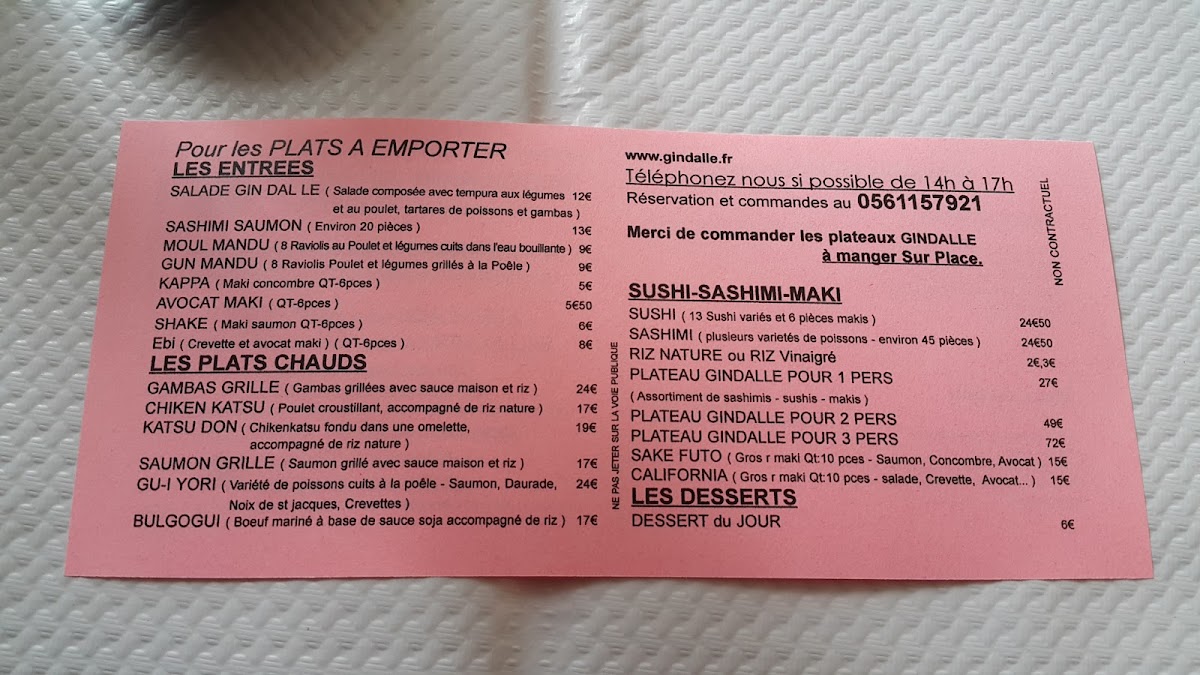 Pour les PLATS A EMPORTER
LES ENTREES
SALADE GIN DAL LE ( Salade composée avec tempura aux légumes 12€
et au poulet, tartares de poissons et gambas )
SASHIMI SAUMON ( Environ 20 pièces ) 13€
MOUL MANDU ( 8 Raviolis au Poulet et légumes cuits dans l'eau bouillante ) 9€
GUN MANDU ( 8 Raviolis Poulet et légumes grillés à la Poêle ) 9€
KAPPA ( Maki concombre QT-6pces ) 5€
AVOCAT MAKI ( QT-6pces ) 5€50
SHAKE ( Maki saumon QT-6pces ) 6€
Ebi ( Crevette et avocat maki ) ( QT-6pces ) 8€
LES PLATS CHAUDS
GAMBAS GRILLE ( Gambas grillées avec sauce maison et riz ) 24€
CHIKEN KATSU ( Poulet croustillant, accompagné de riz nature ) 17€
KATSU DON ( Chikenkatsu fondu dans une omelette, 19€
accompagné de riz nature )
SAUMON GRILLE ( Saumon grillé avec sauce maison et riz ) 17€
GU-I YORI ( Variété de poissons cuits à la poêle - Saumon, Daurade, 24€
Noix de st jacques, Crevettes )
BULGOGUI ( Boeuf mariné à base de sauce soja accompagné de riz ) 17€
NE PAS JETER SUR LA VOIE PUBLIQUE
www.gindalle.fr
Téléphonez nous si possible de 14h à 17h
Réservation et commandes au 0561157921
Merci de commander les plateaux GINDALLE
à manger Sur Place.
NON CONTRACTUEL
SUSHI-SASHIMI-MAKI
SUSHI ( 13 Sushi variés et 6 pièces makis ) 24€50
SASHIMI ( plusieurs varietés de poissons - environ 45 pièces ) 24€50
RIZ NATURE ou RIZ Vinaigré 2€,3€
PLATEAU GINDALLE POUR 1 PERS 27€
( Assortiment de sashimis - sushis - makis )
PLATEAU GINDALLE POUR 2 PERS 49€
PLATEAU GINDALLE POUR 3 PERS 72€
SAKE FUTO ( Gros r maki Qt:10 pces - Saumon, Concombre, Avocat ) 15€
CALIFORNIA ( Gros r maki Qt:10 pces - salade, Crevette, Avocat... ) 15€
LES DESSERTS
DESSERT du JOUR 6€